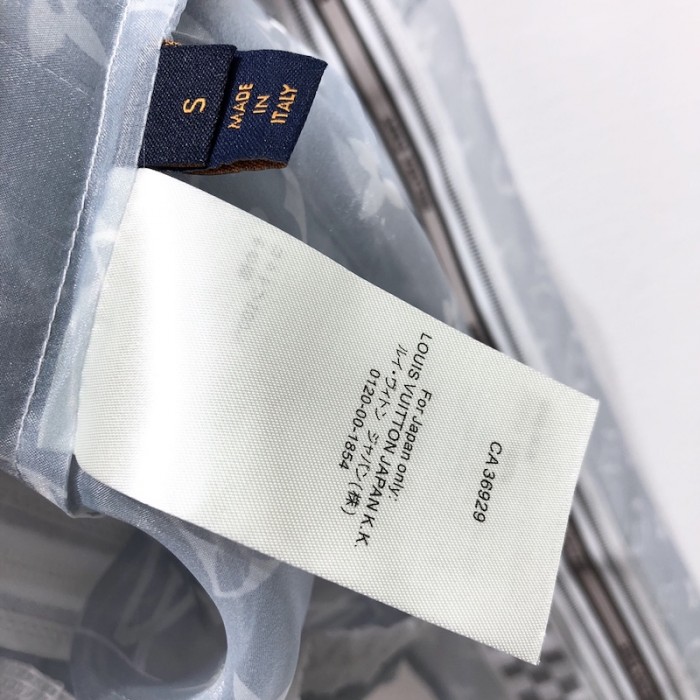 S
MADE
IN
ITALY
CA 36929
For Japan only:
LOUIS VUITTON JAPAN K.K.
ルイ・ヴィトン ジャパン(株)
0120-00-1854